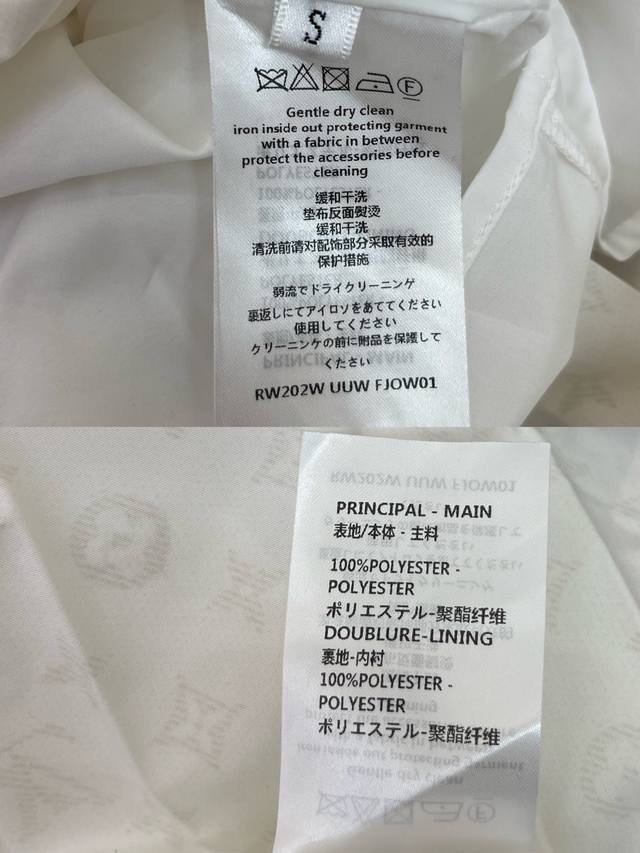 S
F
Gentle dry clean
iron inside out protecting garment
with a fabric in between
protect the accessories before
cleaning
缓和干洗
垫布反面熨烫
缓和干洗
清洗前请对配饰部分采取有效的
保护措施
弱流でドライクリーニンゲ
裏返しにてアイロソをあててください
使用してください
クリーニンケの前に附品を保護して
ください
RW202W UUW FJOW01
PRINCIPAL - MAIN
表地/本体 - 主料
100%POLYESTER -
POLYESTER
ポリエステル-聚酯纤维
DOUBLURE-LINING
裏地-内衬
100%POLYESTER -
POLYESTER
ポリエステル-聚酯纤维